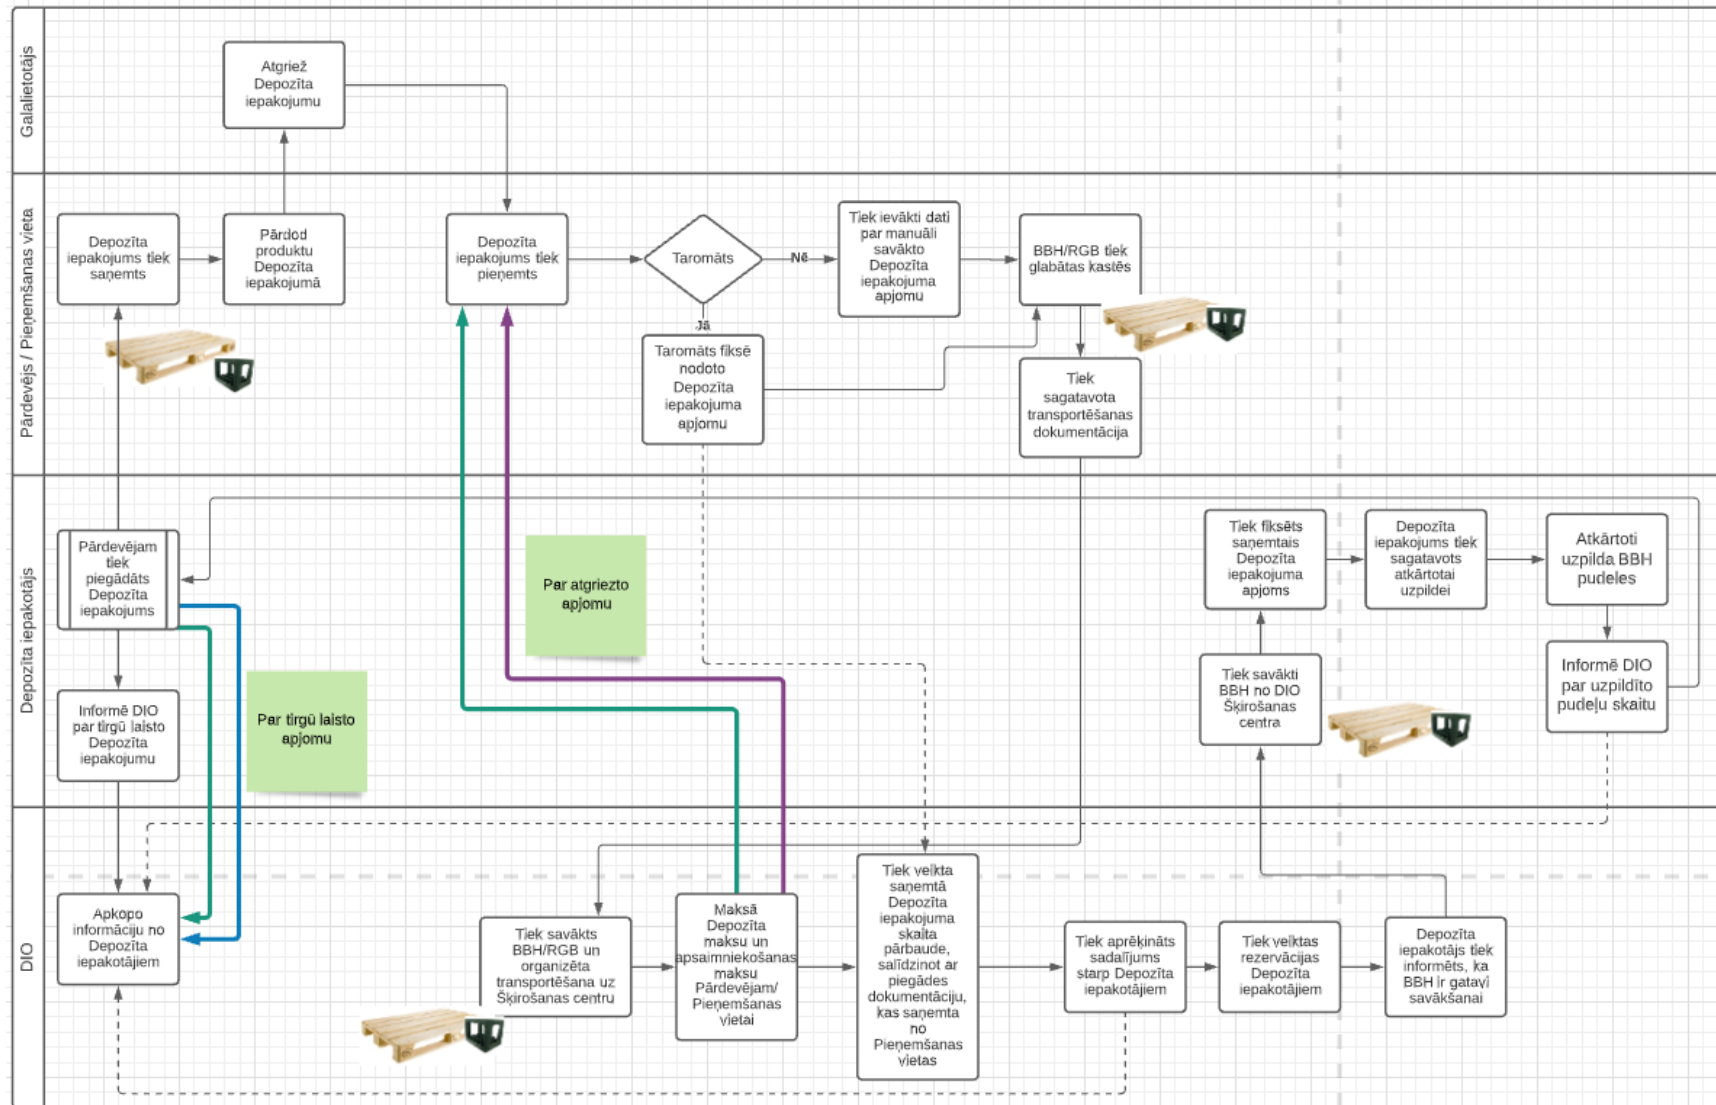 Galalietotājs
Atgriež
Depozīta
iepakojumu
Pārdevējs / Pieņemšanas vieta
Depozīta
iepakojums tiek
saņemts
Pārdod
produktu
Depozīta
iepakojumā
Depozīta
iepakojums tiek
pieņemts
Taromāts
Nē
Jā
Tiek ievākti dati
par manuāli
savākto
Depozīta
iepakojuma
apjomu
BBH/RGB tiek
glabātas kastēs
Taromāts fiksē
nodoto
Depozīta
iepakojuma
apjomu
Tiek
sagatavota
transportēšanas
dokumentācija
Depozīta iepakotājs
Pārdevējam
tiek
piegādāts
Depozīta
iepakojums
Par atgriezto
apjomu
Tiek fiksēts
saņemtais
Depozīta
iepakojuma
apjoms
Depozīta
iepakojums tiek
sagatavots
atkārtotai
uzpildei
Atkārtoti
uzpilda BBH
pudeles
Informē DIO
par tirgū laisto
Depozīta
iepakojumu
Par tirgū laisto
apjomu
Tiek savākti
BBH no DIO
Šķirošanas
centra
Informē DIO
par uzpildīto
pudeļu skaitu
DIO
Apkopo
informāciju no
Depozīta
iepakotājiem
Tiek savākts
BBH/RGB un
organizēta
transportēšana uz
Šķirošanas centru
Maksā
Depozīta
maksu un
apsaimniekošanas
maksu
Pārdevējam/
Pieņemšanas
vietai
Tiek veikta
saņemtā
Depozīta
iepakojuma
skaita
pārbaude,
salīdzinot ar
piegādes
dokumentāciju,
kas saņemta
no
Pieņemšanas
vietas
Tiek aprēķināts
sadalījums
starp Depozīta
iepakotājiem
Tiek veiktas
rezervācijas
Depozīta
iepakotājiem
Depozīta
iepakotājs tiek
informēts, ka
BBH ir gatavi
savākšanai